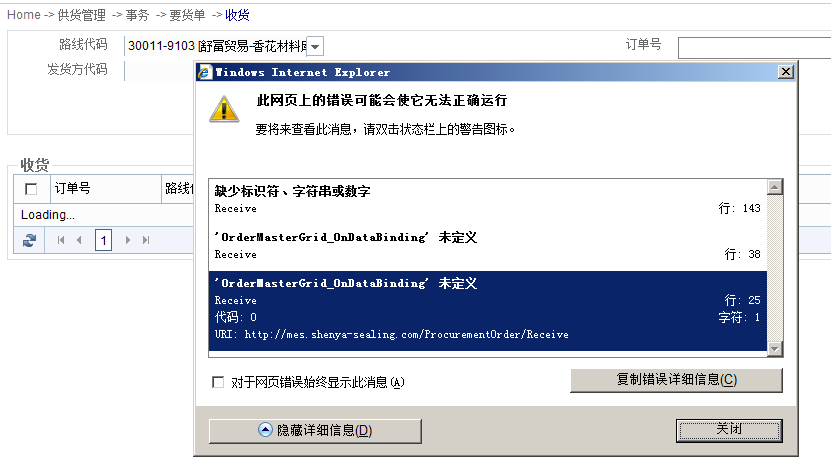 Home -> 供货管理 -> 事务 -> 要货单 -> 收货
路线代码 30011-9103 [舒富贸易-香花材料库 订单号
发货方代码
Windows Internet Explorer
此网页上的错误可能会使它无法正确运行
要将来查看此消息，请双击状态栏上的警告图标。
收货
订单号 路线
Loading...
1
缺少标识符、字符串或数字
Receive 行: 143
'OrderMasterGrid_OnDataBinding' 未定义
Receive 行: 38
'OrderMasterGrid_OnDataBinding' 未定义
Receive 行: 25
代码: 0 字符: 1
URI: http://mes.shenya-sealing.com/ProcurementOrder/Receive
对于网页错误始终显示此消息(A)
复制错误详细信息(C)
隐藏详细信息(D)
关闭